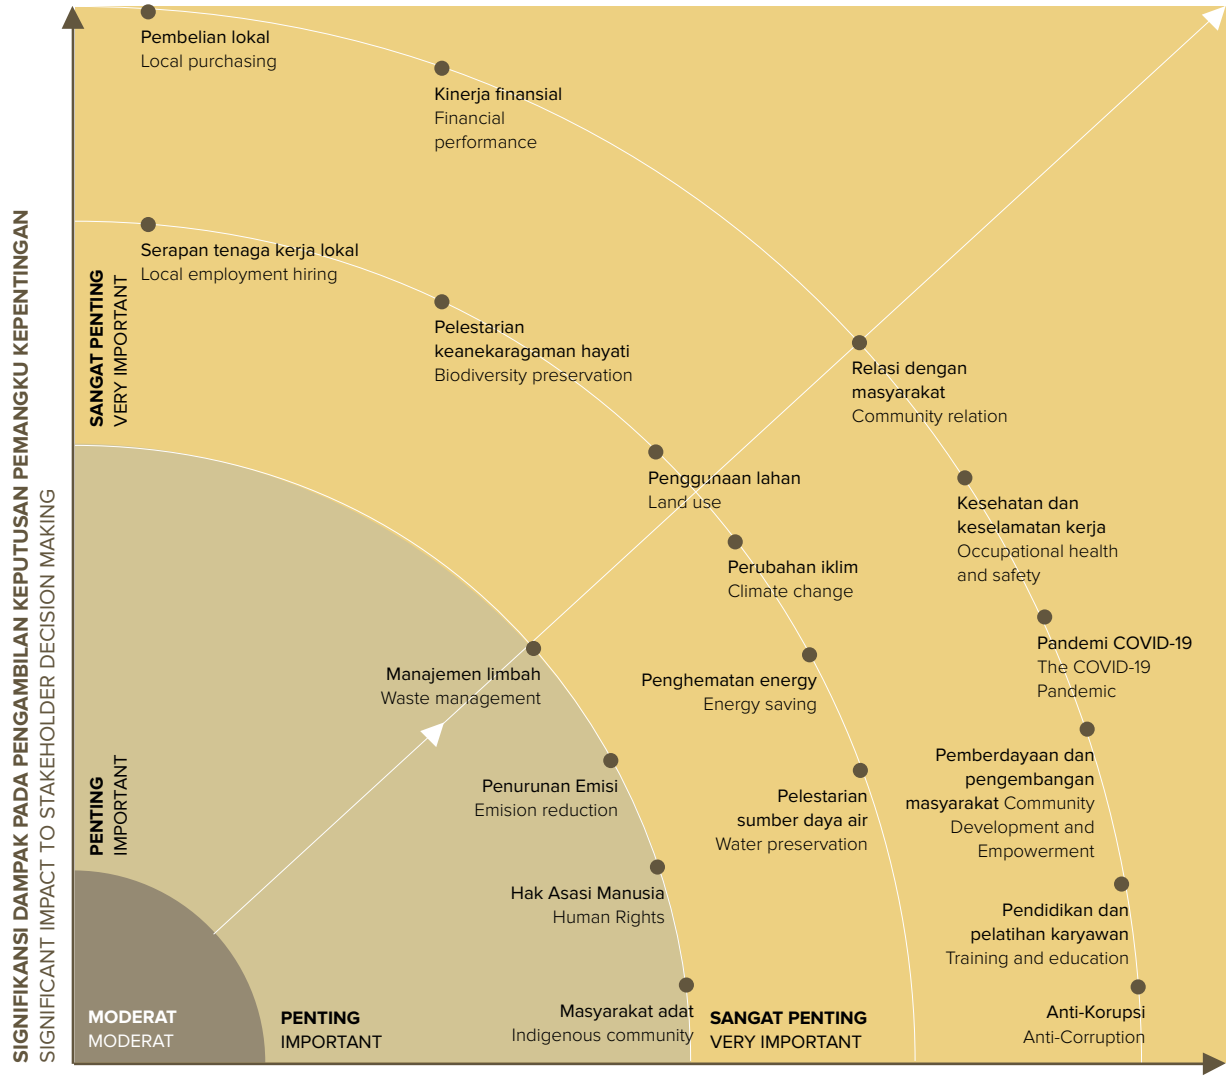 SIGNIFIKANSI DAMPAK PADA PENGAMBILAN KEPUTUSAN PEMANGKU KEPENTINGAN
SIGNIFICANT IMPACT TO STAKEHOLDER DECISION MAKING
Pembelian lokal
Local purchasing
Kinerja finansial
Financial
performance
Serapan tenaga kerja lokal
Local employment hiring
SANGAT PENTING
VERY IMPORTANT
Pelestarian
keanekaragaman hayati
Biodiversity preservation
Relasi dengan
masyarakat
Community relation
Penggunaan lahan
Land use
Kesehatan dan
keselamatan kerja
Occupational health
and safety
Perubahan iklim
Climate change
Pandemi COVID-19
The COVID-19
Pandemic
Manajemen limbah
Waste management
Penghematan energy
Energy saving
PENTING
IMPORTANT
Penurunan Emisi
Emision reduction
Pelestarian
sumber daya air
Water preservation
Pemberdayaan dan
pengembangan
masyarakat Community
Development and
Empowerment
Hak Asasi Manusia
Human Rights
Pendidikan dan
pelatihan karyawan
Training and education
Masyarakat adat
Indigenous community
Anti-Korupsi
Anti-Corruption
MODERAT
MODERAT
PENTING
IMPORTANT
SANGAT PENTING
VERY IMPORTANT